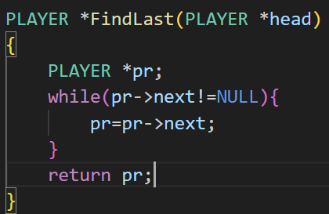 PLAYER *FindLast(PLAYER *head)
{
    PLAYER *pr;
    while(pr->next!=NULL){
        pr=pr->next;
    }
    return pr;
}